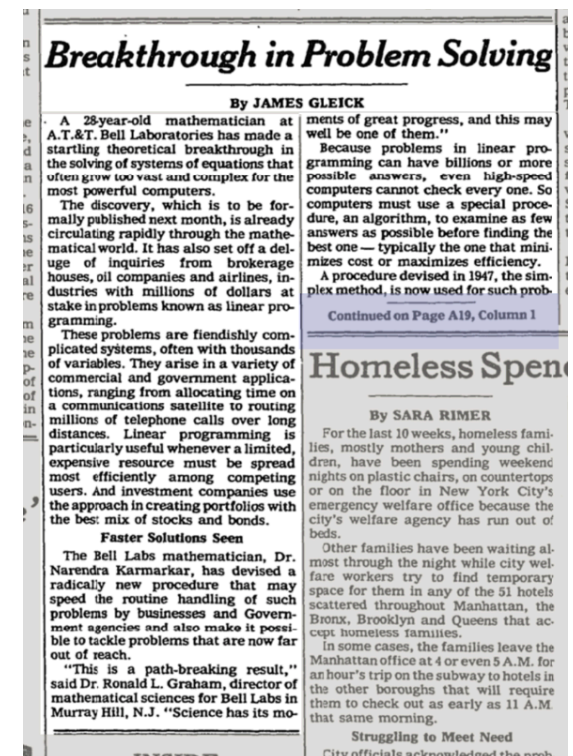 Breakthrough in Problem Solving
By JAMES GLEICK
A 28-year-old mathematician at
A.T.&T. Bell Laboratories has made a
startling theoretical breakthrough in
the solving of systems of equations that
often grow too vast and complex for the
most powerful computers.
The discovery, which is to be for-
mally published next month, is already
circulating rapidly through the mathe-
matical world. It has also set off a del-
uge of inquiries from brokerage
houses, oil companies and airlines, in-
dustries with millions of dollars at
stake in problems known as linear pro-
gramming.
These problems are fiendishly com-
plicated systems, often with thousands
of variables. They arise in a variety of
commercial and government applica-
tions, ranging from allocating time on
a communications satellite to routing
millions of telephone calls over long
distances. Linear programming is
particularly useful whenever a limited,
expensive resource must be spread
most efficiently among competing
users. And investment companies use
the approach in creating portfolios with
the best mix of stocks and bonds.
Faster Solutions Seen
The Bell Labs mathematician, Dr.
Narendra Karmarkar, has devised a
radically new procedure that may
speed the routine handling of such
problems by businesses and Govern-
ment agencies and also make it possi-
ble to tackle problems that are now far
out of reach.
"This is a path-breaking result,"
said Dr. Ronald L. Graham, director of
mathematical sciences for Bell Labs in
Murray Hill, N.J. "Science has its mo-
ments of great progress, and this may
well be one of them."
Because problems in linear pro-
gramming can have billions or more
possible answers, even high-speed
computers cannot check every one. So
computers must use a special proce-
dure, an algorithm, to examine as few
answers as possible before finding the
best one — typically the one that mini-
mizes cost or maximizes efficiency.
A procedure devised in 1947, the sim-
plex method, is now used for such prob-
Continued on Page A19, Column 1
Homeless Spen
By SARA RIMER
For the last 10 weeks, homeless fami-
lies, mostly mothers and young chil-
dren, have been spending weekend
nights on plastic chairs, on countertops
or on the floor in New York City's
emergency welfare office because the
city's welfare agency has run out of
beds.
Other families have been waiting al-
most through the night while city wel-
fare workers try to find temporary
space for them in any of the 51 hotels
scattered throughout Manhattan, the
Bronx, Brooklyn and Queens that ac-
cept homeless families.
In some cases, the families leave the
Manhattan office at 4 or even 5 A.M. for
an hour's trip on the subway to hotels in
the other boroughs that will require
them to check out as early as 11 A.M.
that same morning.
Struggling to Meet Need
City officials acknowledged the prob-